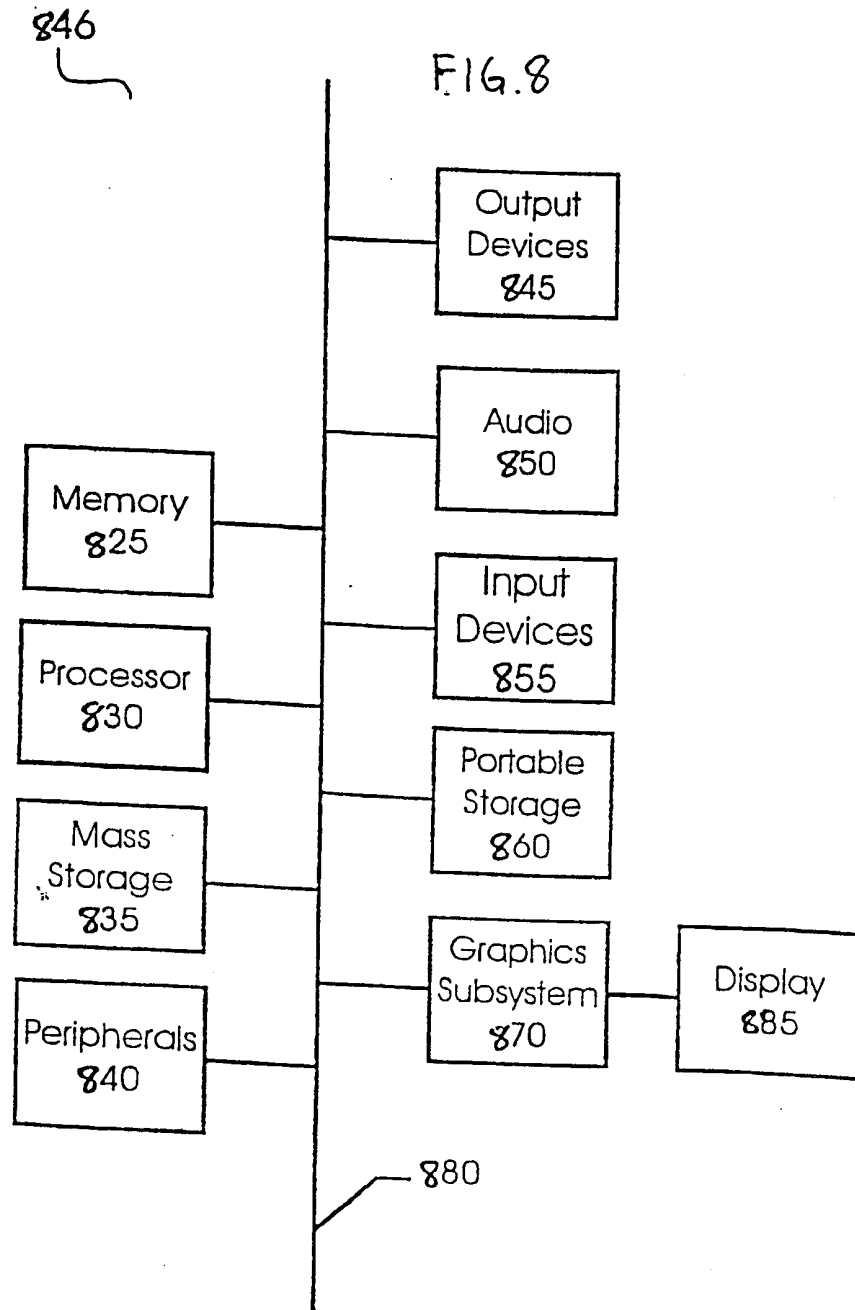 846
FIG.8
Output
Devices
845
Audio
850
Memory
825
Input
Devices
855
Processor
830
Portable
Storage
860
Mass
Storage
835
Graphics
Subsystem
870
Display
885
Peripherals
840
880